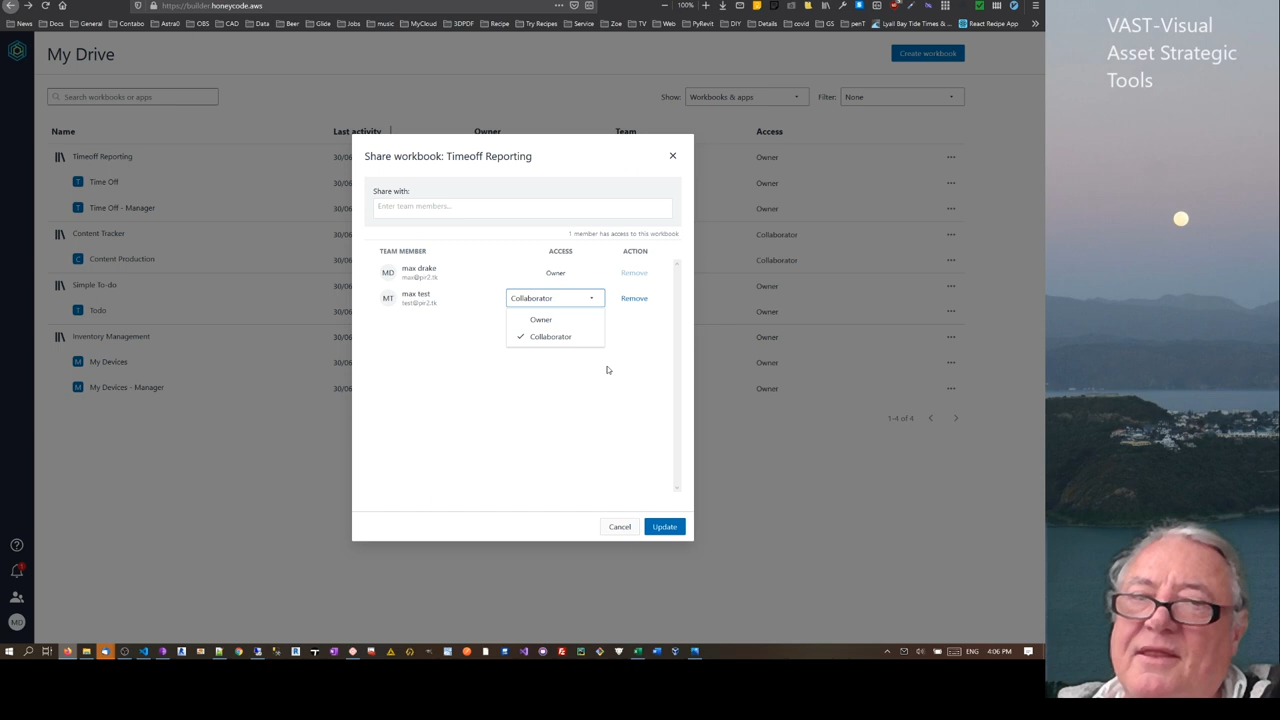 https://builder.honeycode.aws
100%
News
Docs
General
Contabo
Astra0
OBS
CAD
Data
Beer
Glide
Jobs
music
MyCloud
3DPDF
Recipe
Try Recipes
Service
Zoe
TV
Web
PyRevit
DIY
Details
covid
GS
penT
Lyall Bay Tide Times &...
React Recipe App
VAST-Visual
Asset Strategic
Tools
My Drive
Create workbook
Search workbooks or apps
Show: Workbooks & apps
Filter: None
Name Last activity Owner Team Access
Timeoff Reporting 30/06 Owner
T Time Off 30/06 Owner
T Time Off - Manager 30/06 Owner
Content Tracker 30/06 Collaborator
C Content Production 30/06 Collaborator
Simple To-do 30/06 Owner
T Todo 30/06 Owner
Inventory Management 30/06 Owner
M My Devices 30/06 Owner
M My Devices - Manager 30/06 Owner
1-4 of 4
Share workbook: Timeoff Reporting
Share with:
Enter team members...
1 member has access to this workbook
TEAM MEMBER ACCESS ACTION
MD max drake Owner Remove
max@pir2.tk
MT max test Collaborator Remove
test@pir2.tk
Owner
Collaborator
Cancel Update
MD
ENG 4:06 PM